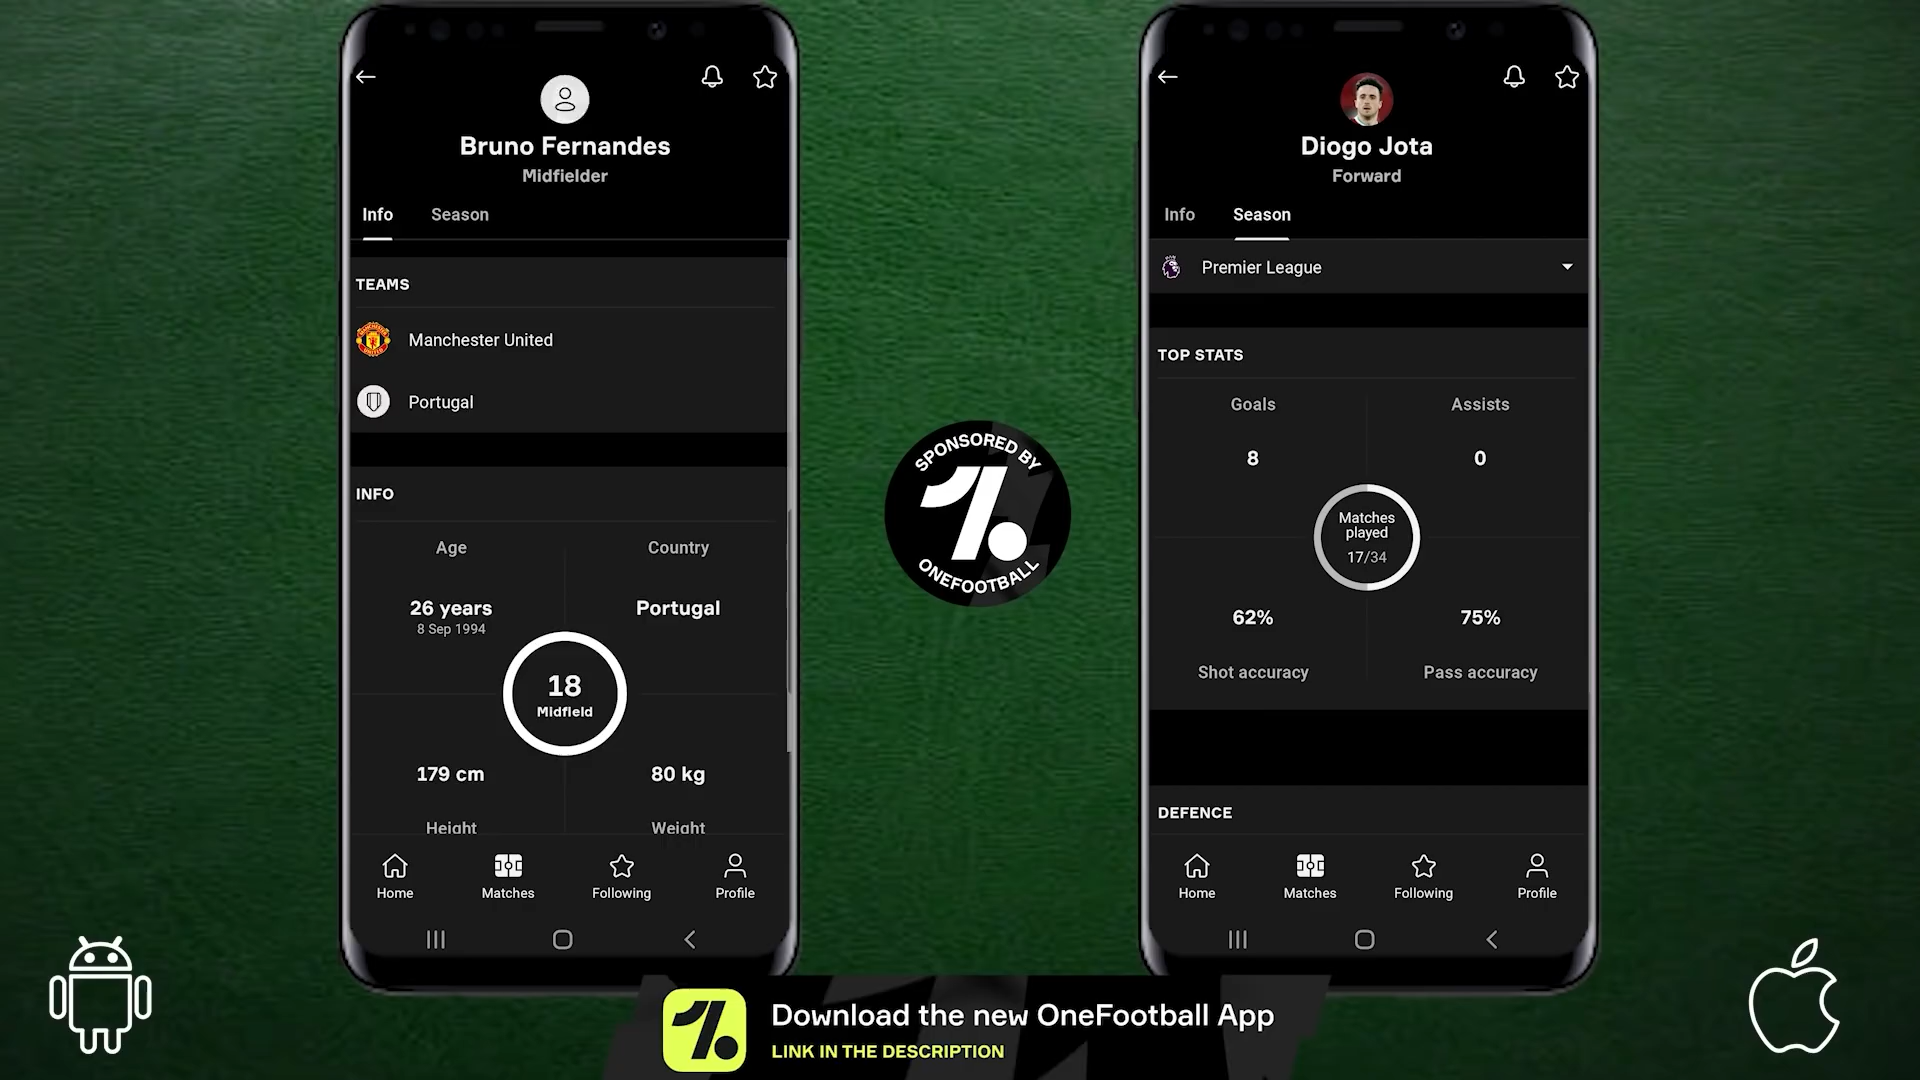 Bruno Fernandes
Midfielder
Info
Season
TEAMS
Manchester United
Portugal
INFO
Age
Country
26 years
8 Sep 1994
Portugal
18
Midfield
179 cm
80 kg
Height
Weight
Home
Matches
Following
Profile
SPONSORED BY
ONEFOOTBALL
Diogo Jota
Forward
Info
Season
Premier League
TOP STATS
Goals
Assists
8
0
Matches
played
17/34
62%
75%
Shot accuracy
Pass accuracy
DEFENCE
Home
Matches
Following
Profile
Download the new OneFootball App
LINK IN THE DESCRIPTION